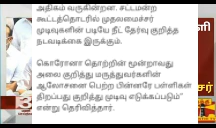 அதிகம் வருகின்றன. சட்டமன்ற
கூட்டத்தொடரில் முதலமைச்சர்
முடிவுகளின் படியே நீட் தேர்வு குறித்த
நடவடிக்கை இருக்கும்.
கொரோனா தொற்றின் மூன்றாவது
அலை குறித்து மருத்துவர்களின்
ஆலோசனை பெற்ற பின்னரே பள்ளிகள்
திறப்பது குறித்து முடிவு எடுக்கப்படும்"
என்று தெரிவித்தார்.